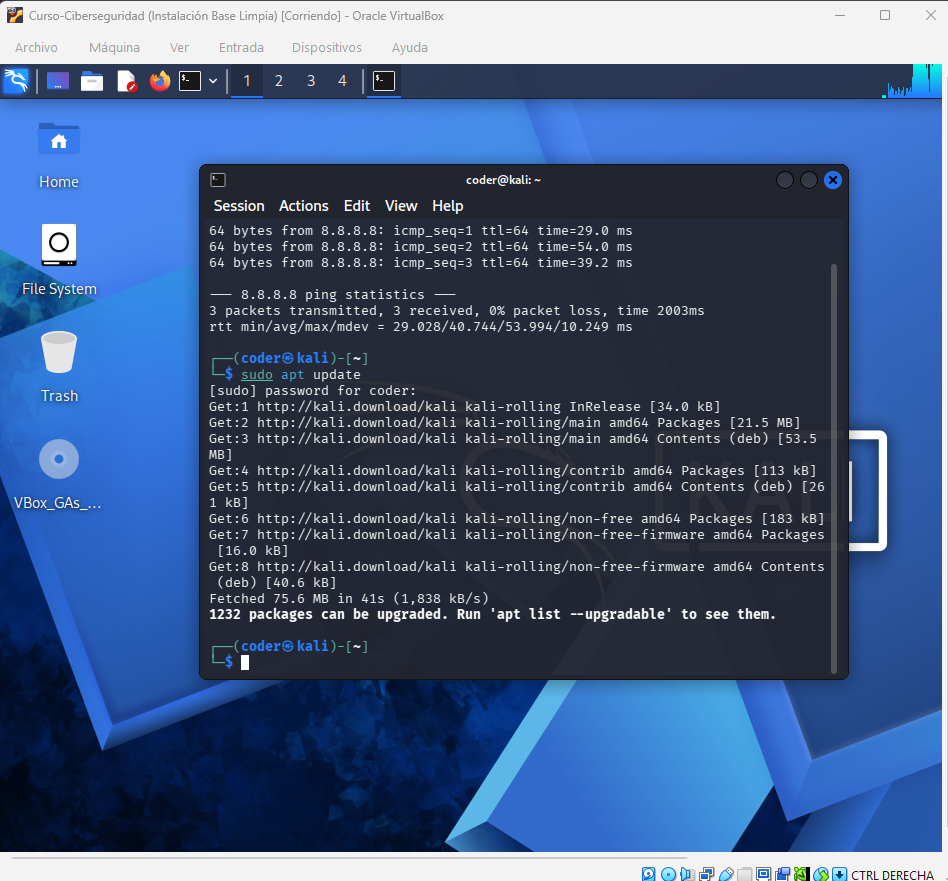 Curso-Ciberseguridad (Instalación Base Limpia) [Corriendo] - Oracle VirtualBox
Archivo Máquina Ver Entrada Dispositivos Ayuda
1 2 3 4
Home
File System
Trash
VBox_GAs_...
coder@kali: ~
Session Actions Edit View Help
64 bytes from 8.8.8.8: icmp_seq=1 ttl=64 time=29.0 ms
64 bytes from 8.8.8.8: icmp_seq=2 ttl=64 time=54.0 ms
64 bytes from 8.8.8.8: icmp_seq=3 ttl=64 time=39.2 ms
--- 8.8.8.8 ping statistics ---
3 packets transmitted, 3 received, 0% packet loss, time 2003ms
rtt min/avg/max/mdev = 29.028/40.744/53.994/10.249 ms
┌──(coder㉿kali)-[~]
└─$ sudo apt update
[sudo] password for coder:
Get:1 http://kali.download/kali kali-rolling InRelease [34.0 kB]
Get:2 http://kali.download/kali kali-rolling/main amd64 Packages [21.5 MB]
Get:3 http://kali.download/kali kali-rolling/main amd64 Contents (deb) [53.5
MB]
Get:4 http://kali.download/kali kali-rolling/contrib amd64 Packages [113 kB]
Get:5 http://kali.download/kali kali-rolling/contrib amd64 Contents (deb) [26
1 kB]
Get:6 http://kali.download/kali kali-rolling/non-free amd64 Packages [183 kB]
Get:7 http://kali.download/kali kali-rolling/non-free-firmware amd64 Packages
[16.0 kB]
Get:8 http://kali.download/kali kali-rolling/non-free-firmware amd64 Contents
(deb) [40.6 kB]
Fetched 75.6 MB in 41s (1,838 kB/s)
1232 packages can be upgraded. Run 'apt list --upgradable' to see them.
┌──(coder㉿kali)-[~]
└─$
CTRL DERECHA